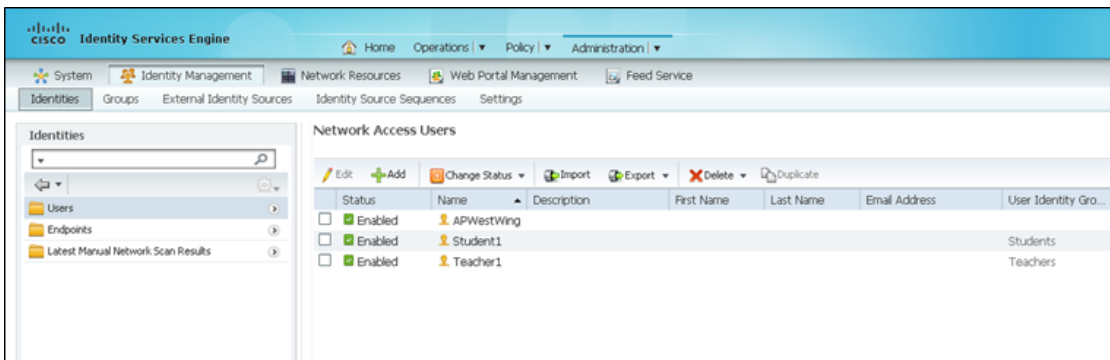 cisco Identity Services Engine
Home Operations Policy Administration
System Identity Management Network Resources Web Portal Management Feed Service
Identities Groups External Identity Sources Identity Source Sequences Settings
Identities
Users
Endpoints
Latest Manual Network Scan Results
Network Access Users
Edit Add Change Status Import Export Delete Duplicate
Status Name Description First Name Last Name Email Address User Identity Gro...
Enabled APWestWing
Enabled Student1 Students
Enabled Teacher1 Teachers